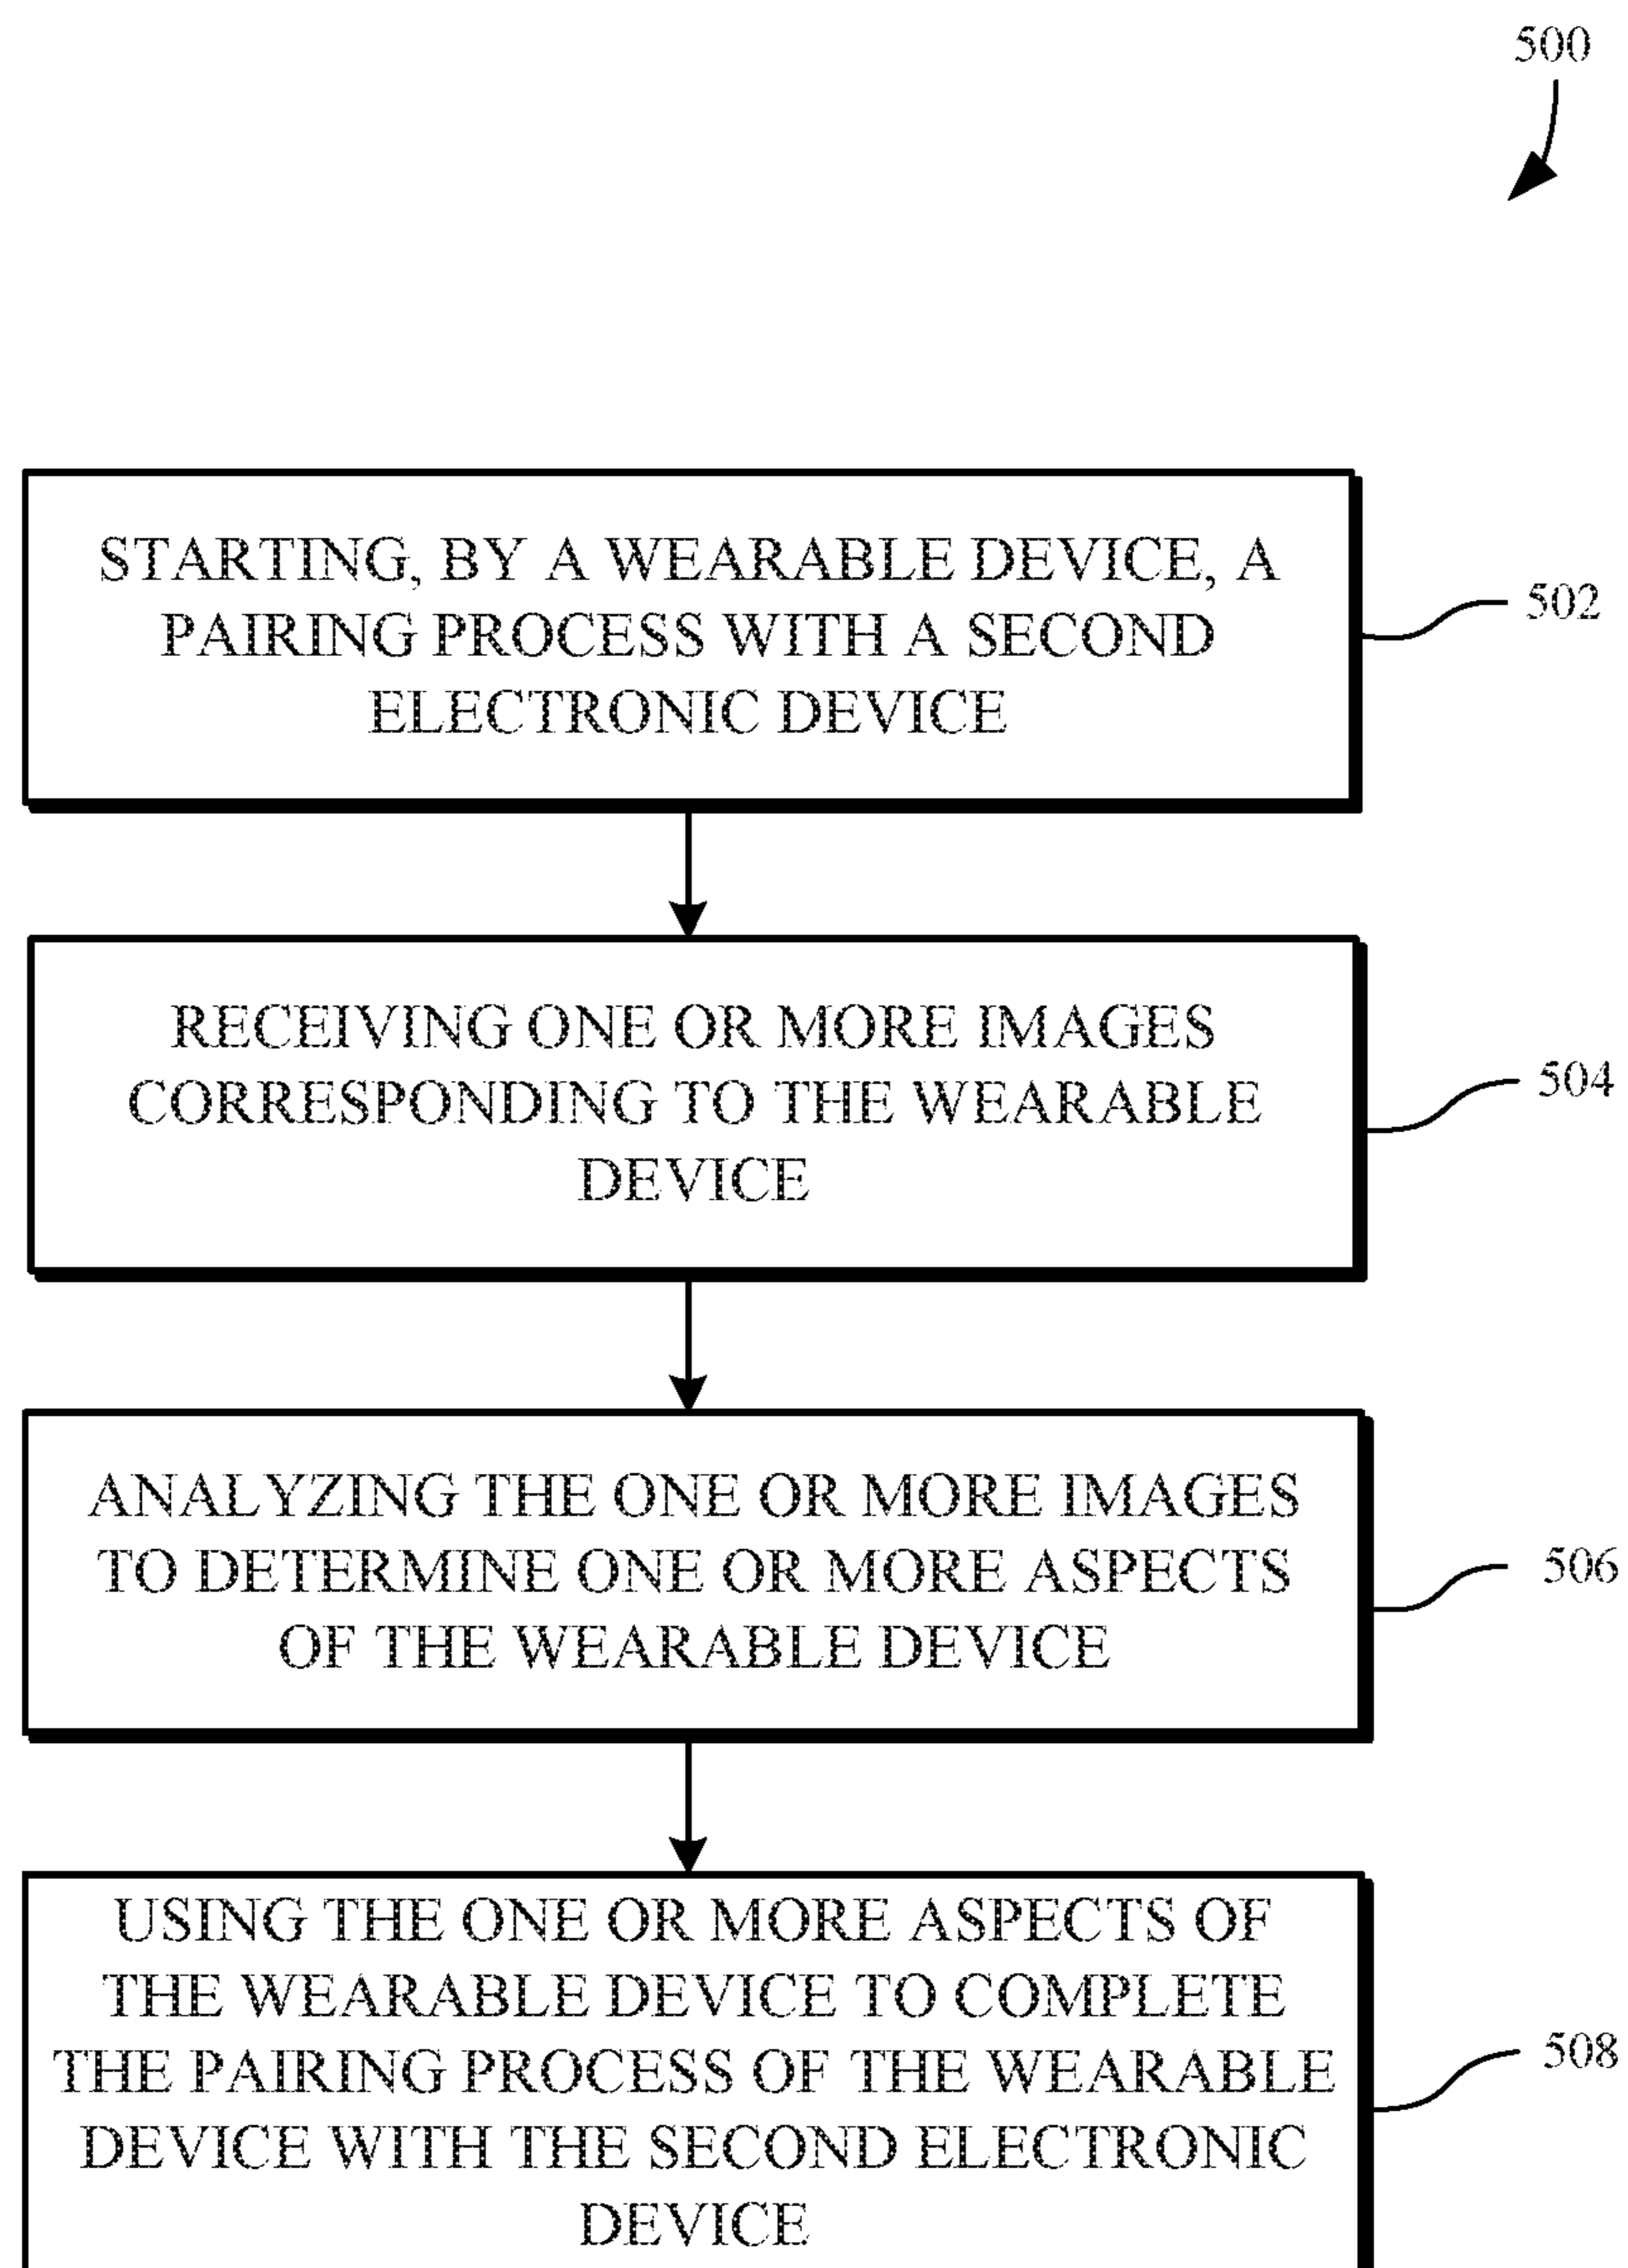 500
STARTING, BY A WEARABLE DEVICE, A
PAIRING PROCESS WITH A SECOND
ELECTRONIC DEVICE
502
RECEIVING ONE OR MORE IMAGES
CORRESPONDING TO THE WEARABLE
DEVICE
504
ANALYZING THE ONE OR MORE IMAGES
TO DETERMINE ONE OR MORE ASPECTS
OF THE WEARABLE DEVICE
506
USING THE ONE OR MORE ASPECTS OF
THE WEARABLE DEVICE TO COMPLETE
THE PAIRING PROCESS OF THE WEARABLE
DEVICE WITH THE SECOND ELECTRONIC
DEVICE
508